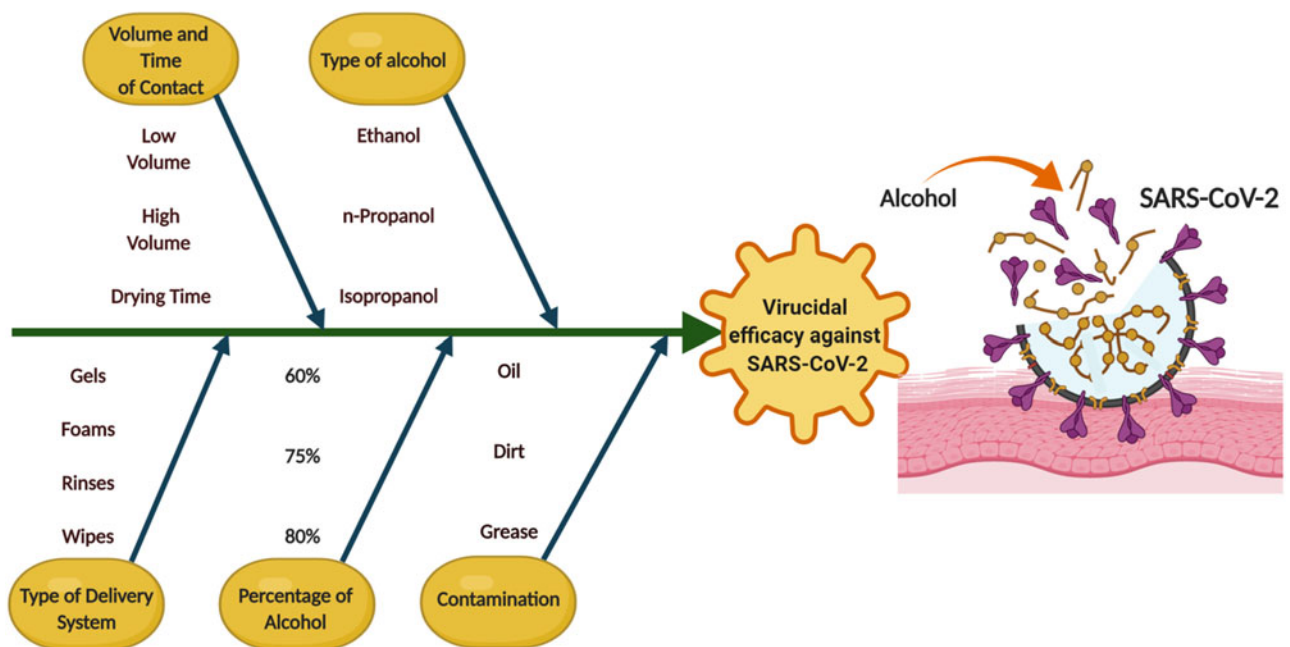 Volume and
Time
of Contact
Type of alcohol
Low
Volume
High
Volume
Drying Time
Ethanol
n-Propanol
Isopropanol
Alcohol
SARS-CoV-2
Virucidal
efficacy against
SARS-CoV-2
Gels
Foams
Rinses
Wipes
60%
75%
80%
Oil
Dirt
Grease
Type of Delivery
System
Percentage of
Alcohol
Contamination